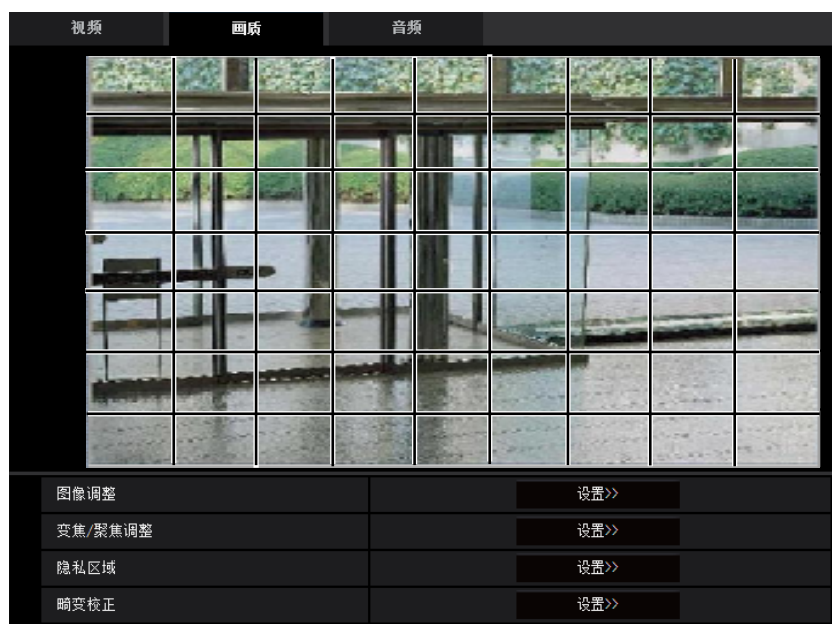 视频
画质
音频
图像调整
设置>>
变焦/聚焦调整
设置>>
隐私区域
设置>>
畸变校正
设置>>